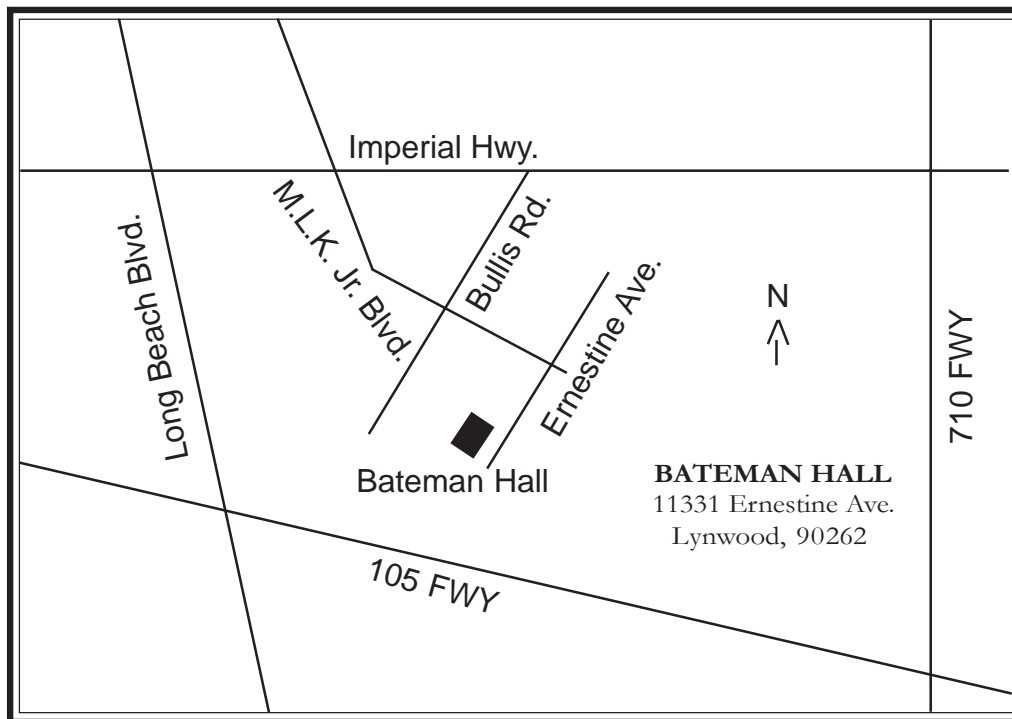 Imperial Hwy.
M.L.K. Jr. Blvd.
Bullis Rd.
Long Beach Blvd.
Ernestine Ave.
N
710 FWY
Bateman Hall
BATEMAN HALL
11331 Ernestine Ave.
Lynwood, 90262
105 FWY